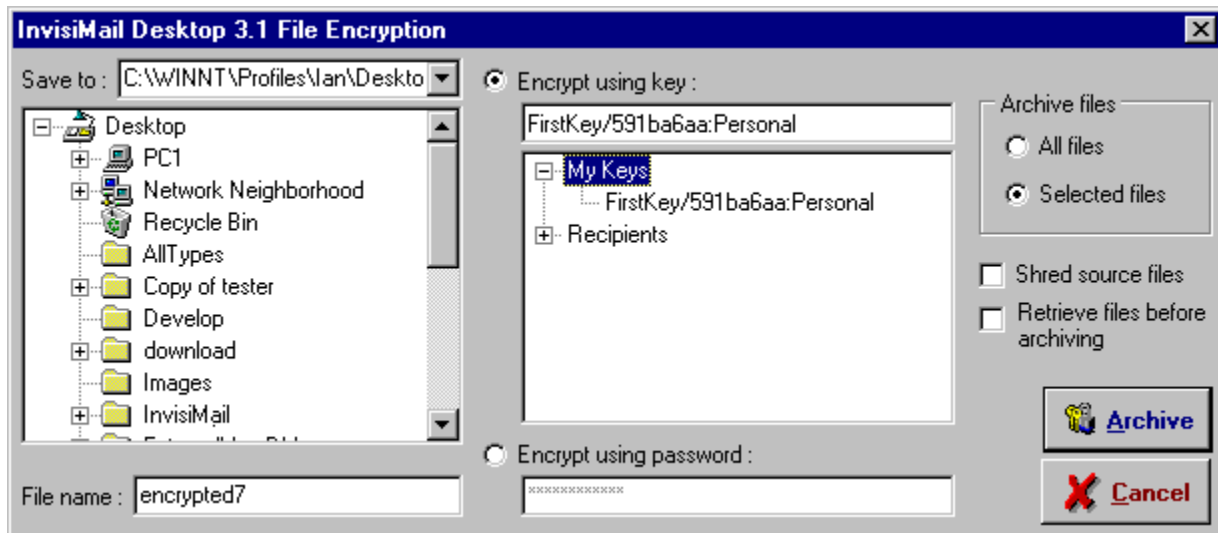 InvisiMail Desktop 3.1 File Encryption
Save to : C:\WINNT\Profiles\Ian\Deskto
Desktop
PC1
Network Neighborhood
Recycle Bin
AllTypes
Copy of tester
Develop
download
Images
InvisiMail
File name : encrypted7
Encrypt using key :
FirstKey/591ba6aa:Personal
My Keys
FirstKey/591ba6aa:Personal
Recipients
Encrypt using password :
************
Archive files
All files
Selected files
Shred source files
Retrieve files before
archiving
Archive
Cancel